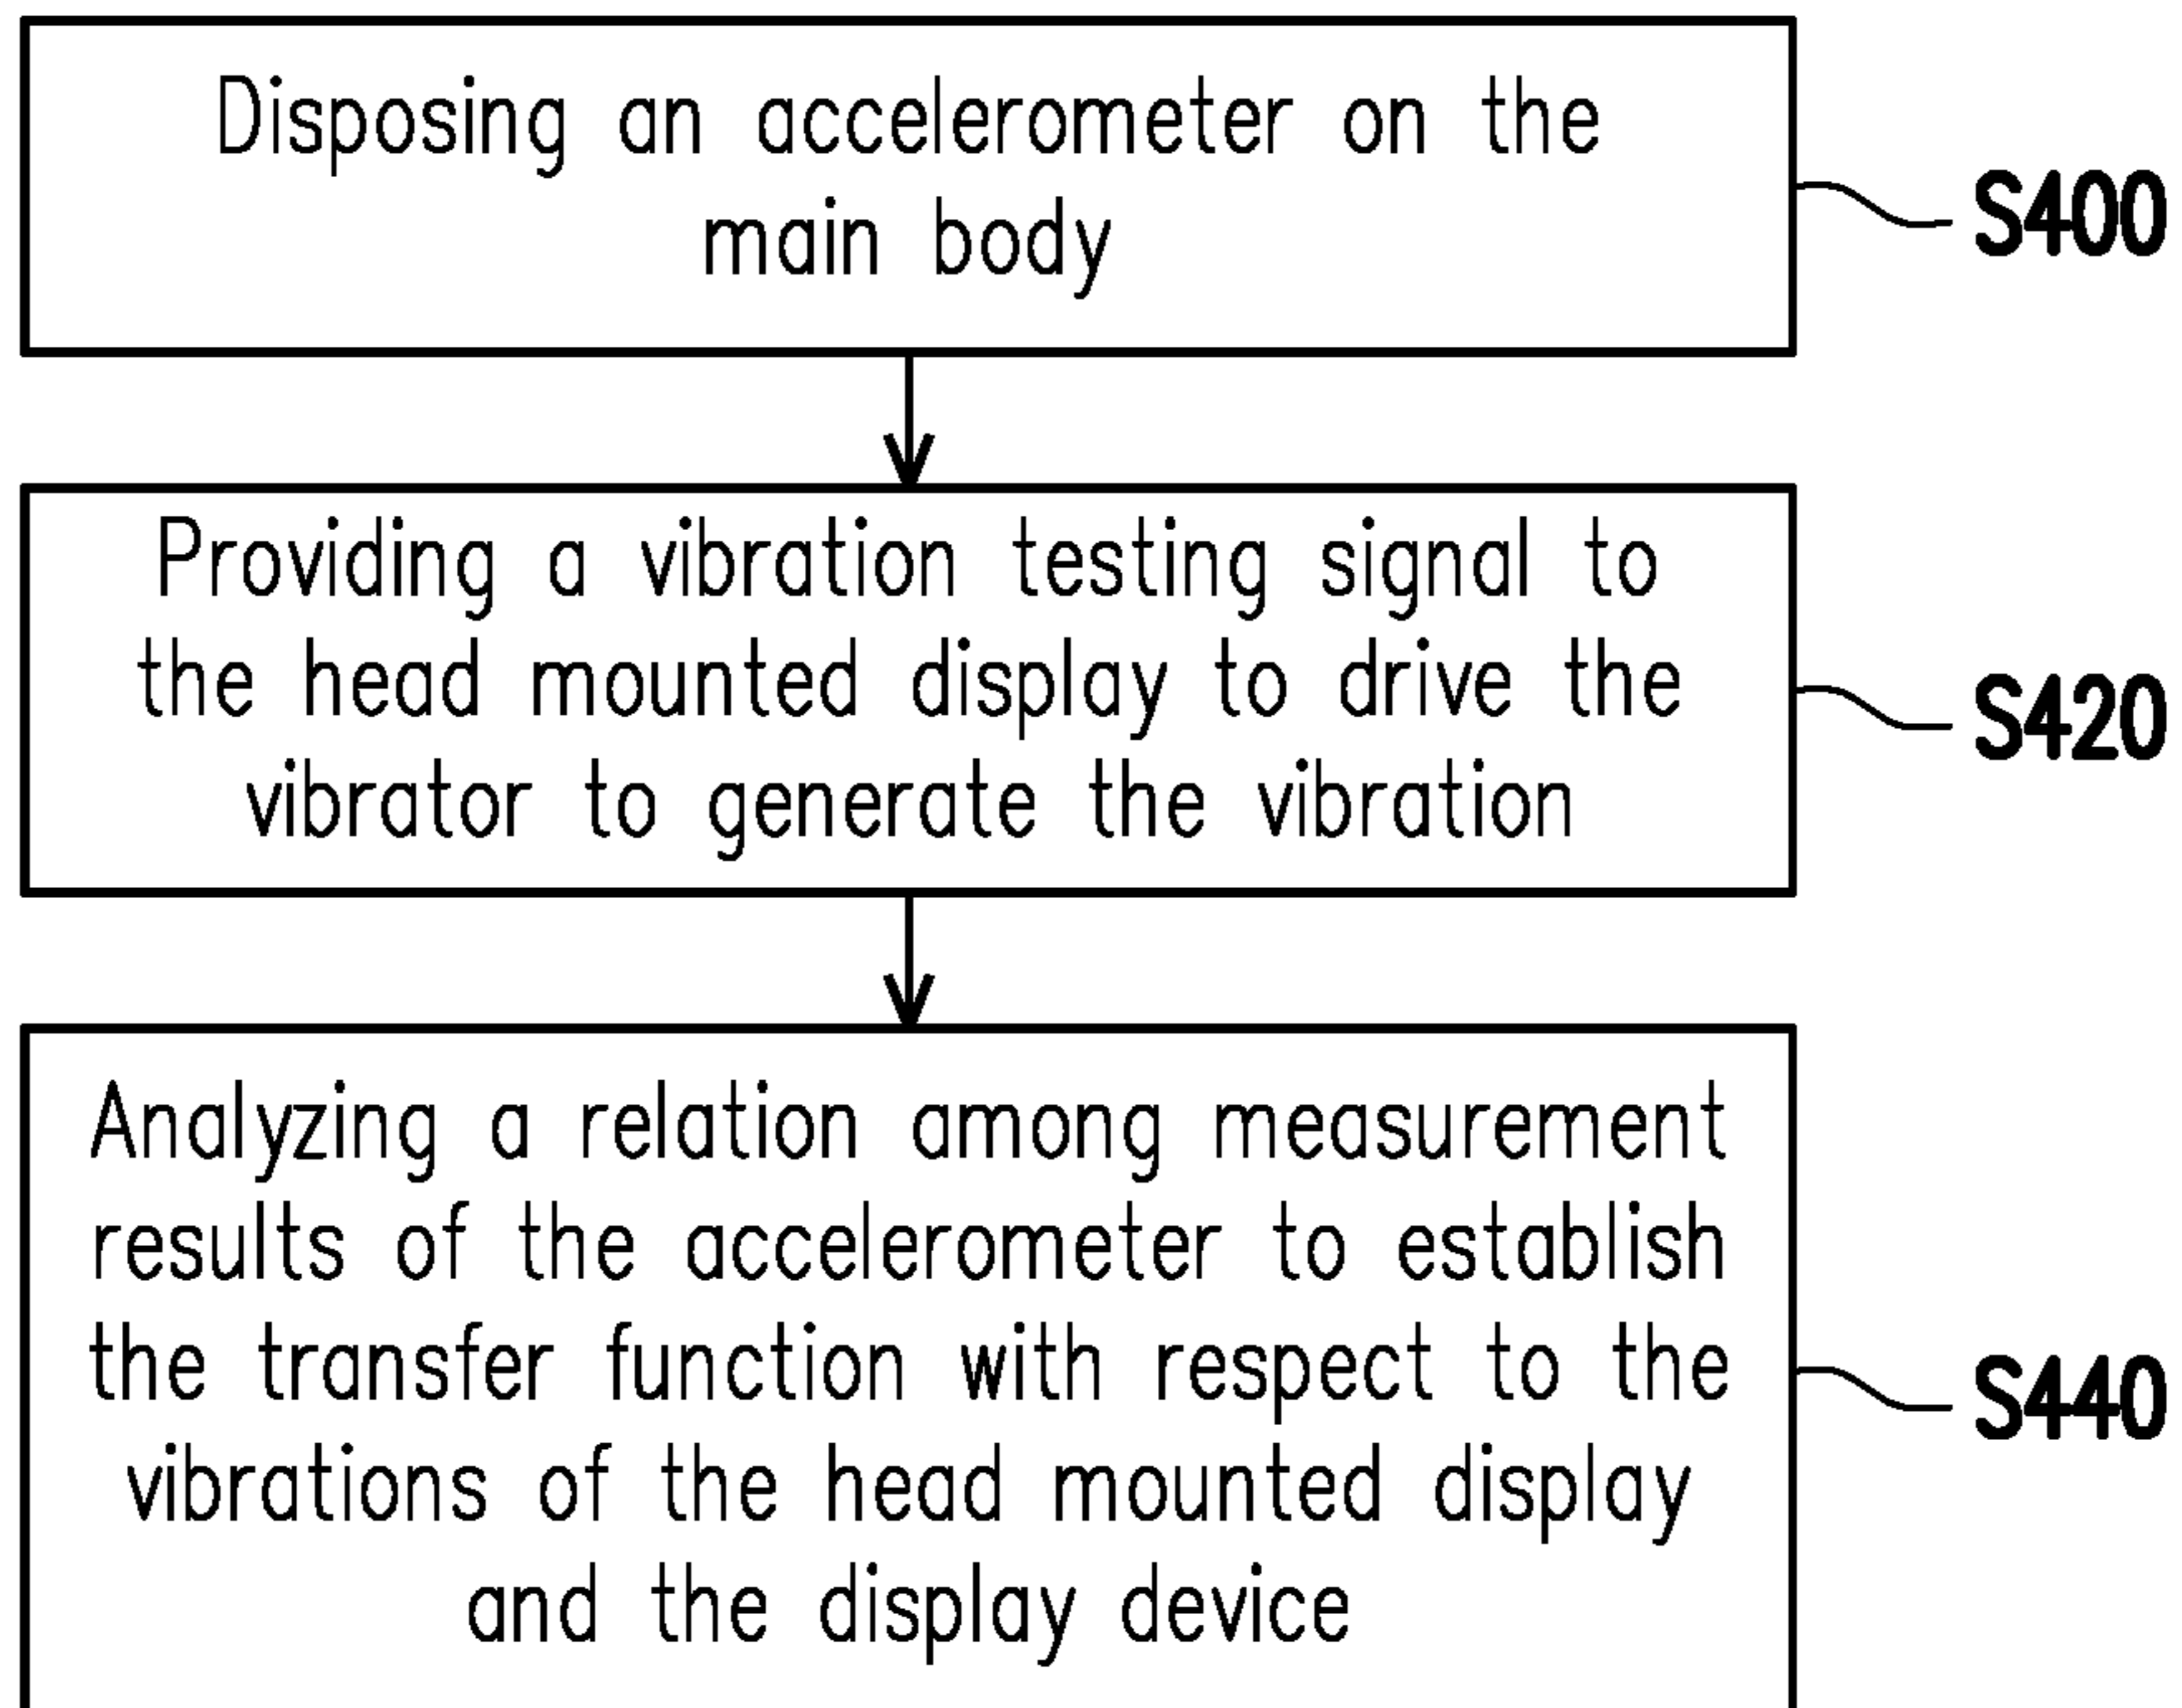 Disposing an accelerometer on the
main body
S400
Providing a vibration testing signal to
the head mounted display to drive the
vibrator to generate the vibration
S420
Analyzing a relation among measurement
results of the accelerometer to establish
the transfer function with respect to the
vibrations of the head mounted display
and the display device
S440